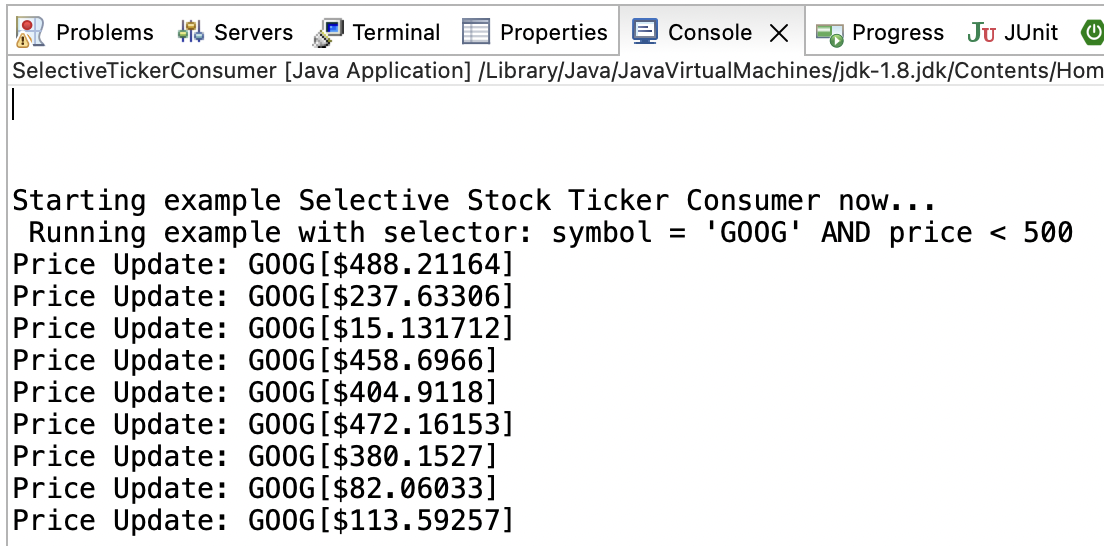 Problems Servers Terminal Properties Console Progress JU JUnit
SelectiveTickerConsumer [Java Application] /Library/Java/JavaVirtualMachines/jdk-1.8.jdk/Contents/Hom
Starting example Selective Stock Ticker Consumer now...
Running example with selector: symbol = 'GOOG' AND price < 500
Price Update: GOOG[$488.21164]
Price Update: GOOG[$237.63306]
Price Update: GOOG[$15.131712]
Price Update: GOOG[$458.6966]
Price Update: GOOG[$404.9118]
Price Update: GOOG[$472.16153]
Price Update: GOOG[$380.1527]
Price Update: GOOG[$82.06033]
Price Update: GOOG[$113.59257]